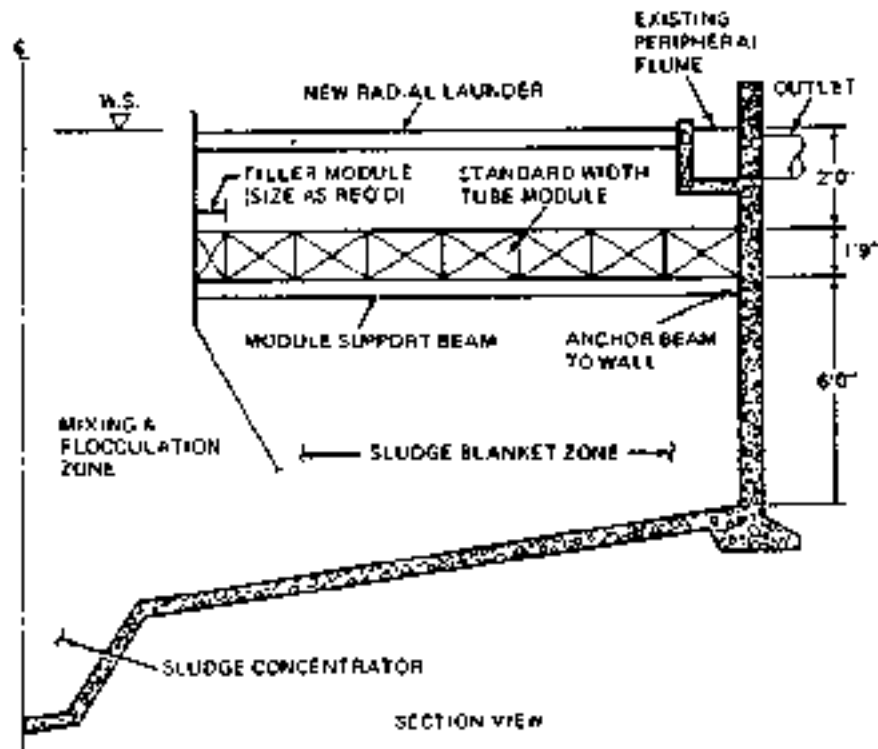 EXISTING
PERIPHERAL
FLUME
OUTLET
℄
W.S.
NEW RADIAL LAUNDER
FILLER MODULE
(SIZE AS REQ'D)
STANDARD WIDTH
TUBE MODULE
2'0"
1'9"
MODULE SUPPORT BEAM
ANCHOR BEAM
TO WALL
6'0"
MIXING &
FLOCCULATION
ZONE
SLUDGE BLANKET ZONE
SLUDGE CONCENTRATOR
SECTION VIEW